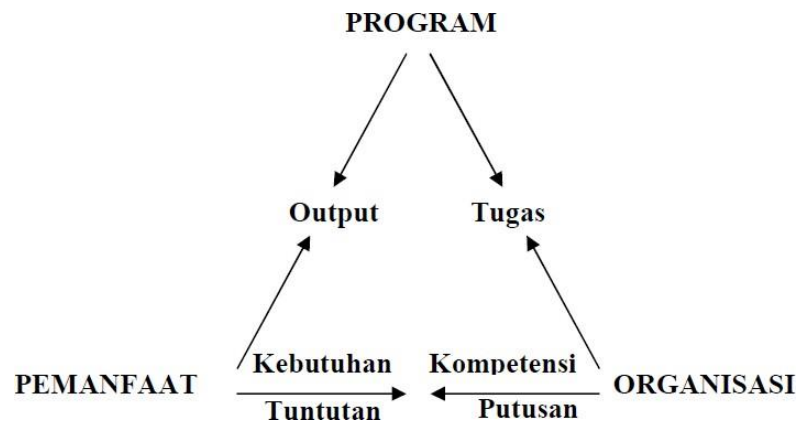 PROGRAM
Output Tugas
Kebutuhan Kompetensi
PEMANFAAT ORGANISASI
Tuntutan Putusan